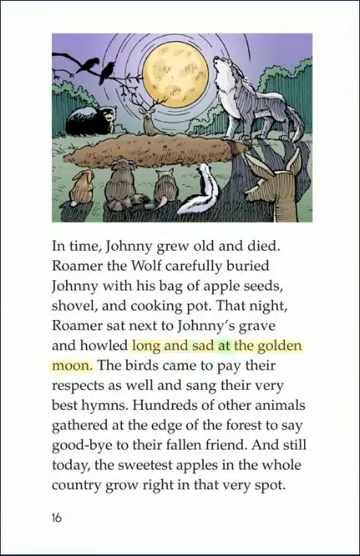 In time, Johnny grew old and died.
Roamer the Wolf carefully buried
Johnny with his bag of apple seeds,
shovel, and cooking pot. That night,
Roamer sat next to Johnny's grave
and howled long and sad at the golden
moon. The birds came to pay their
respects as well and sang their very
best hymns. Hundreds of other animals
gathered at the edge of the forest to say
good-bye to their fallen friend. And still
today, the sweetest apples in the whole
country grow right in that very spot.
16